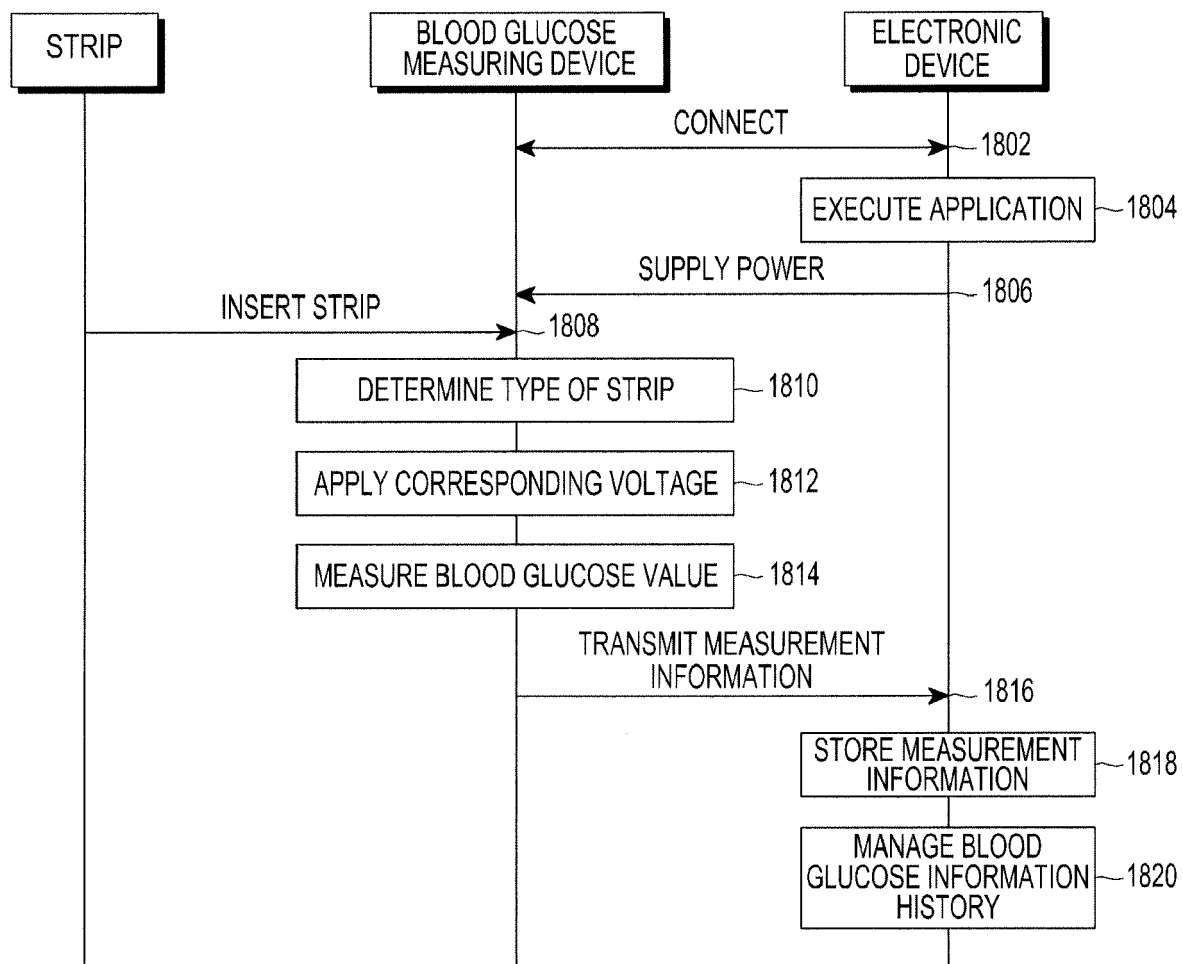 STRIP
BLOOD GLUCOSE
MEASURING DEVICE
ELECTRONIC
DEVICE
CONNECT
1802
EXECUTE APPLICATION
1804
SUPPLY POWER
1806
INSERT STRIP
1808
DETERMINE TYPE OF STRIP
1810
APPLY CORRESPONDING VOLTAGE
1812
MEASURE BLOOD GLUCOSE VALUE
1814
TRANSMIT MEASUREMENT
INFORMATION
1816
STORE MEASUREMENT
INFORMATION
1818
MANAGE BLOOD
GLUCOSE INFORMATION
HISTORY
1820